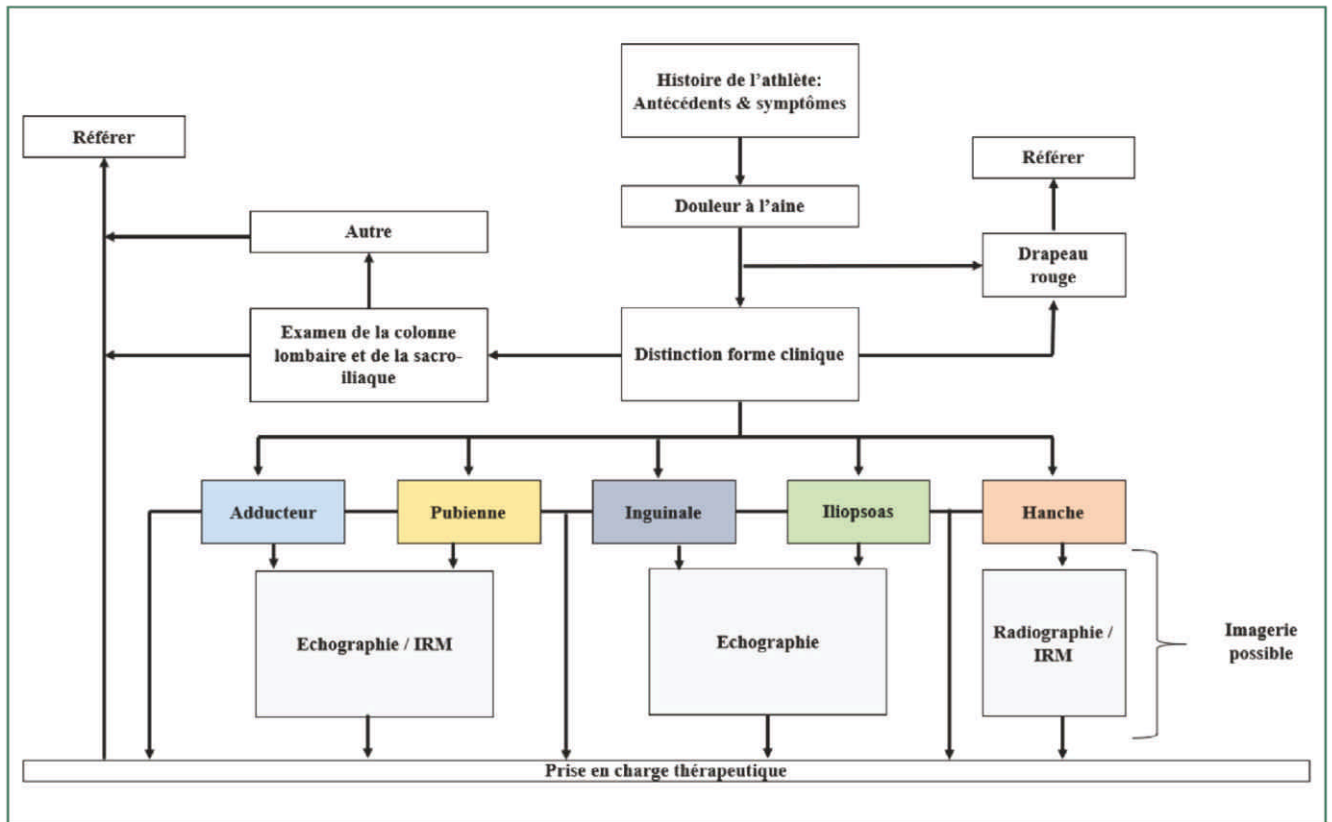 Histoire de l'athlète:
Antécédents & symptômes
Référer
Référer
Douleur à l'aine
Autre
Drapeau
rouge
Examen de la colonne
lombaire et de la sacro-
iliaque
Distinction forme clinique
Adducteur
Pubienne
Inguinale
Iliopsoas
Hanche
Echographie / IRM
Echographie
Radiographie /
IRM
Imagerie
possible
Prise en charge thérapeutique